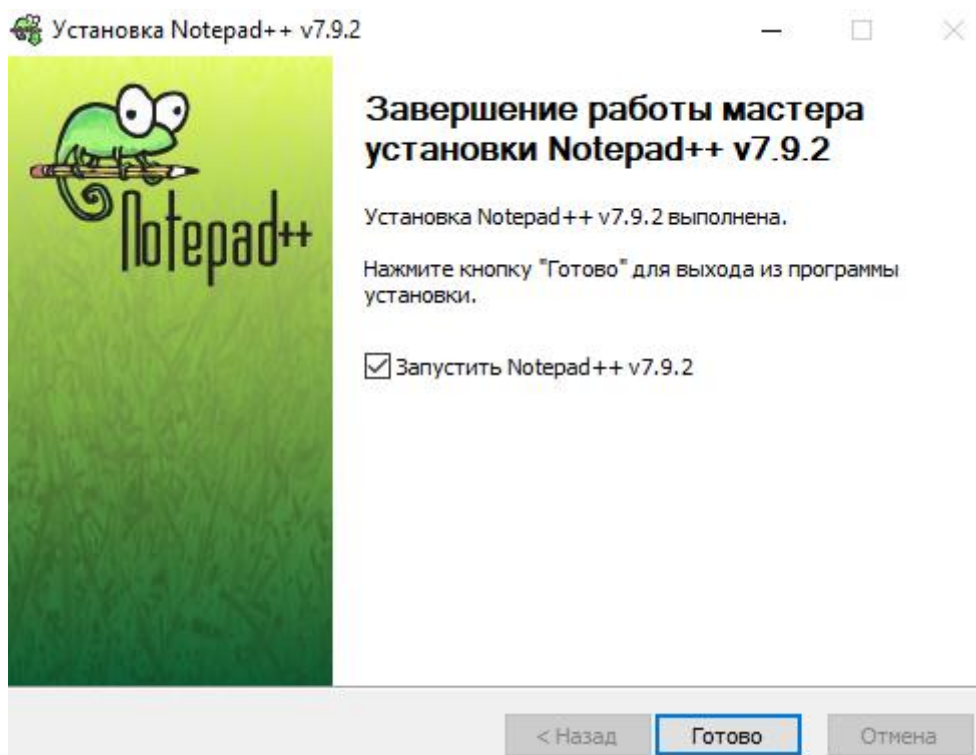 Установка Notepad++ v7.9.2
Notepad++
Завершение работы мастера
установки Notepad++ v7.9.2
Установка Notepad++ v7.9.2 выполнена.
Нажмите кнопку "Готово" для выхода из программы
установки.
Запустить Notepad++ v7.9.2
< Назад
Готово
Отмена